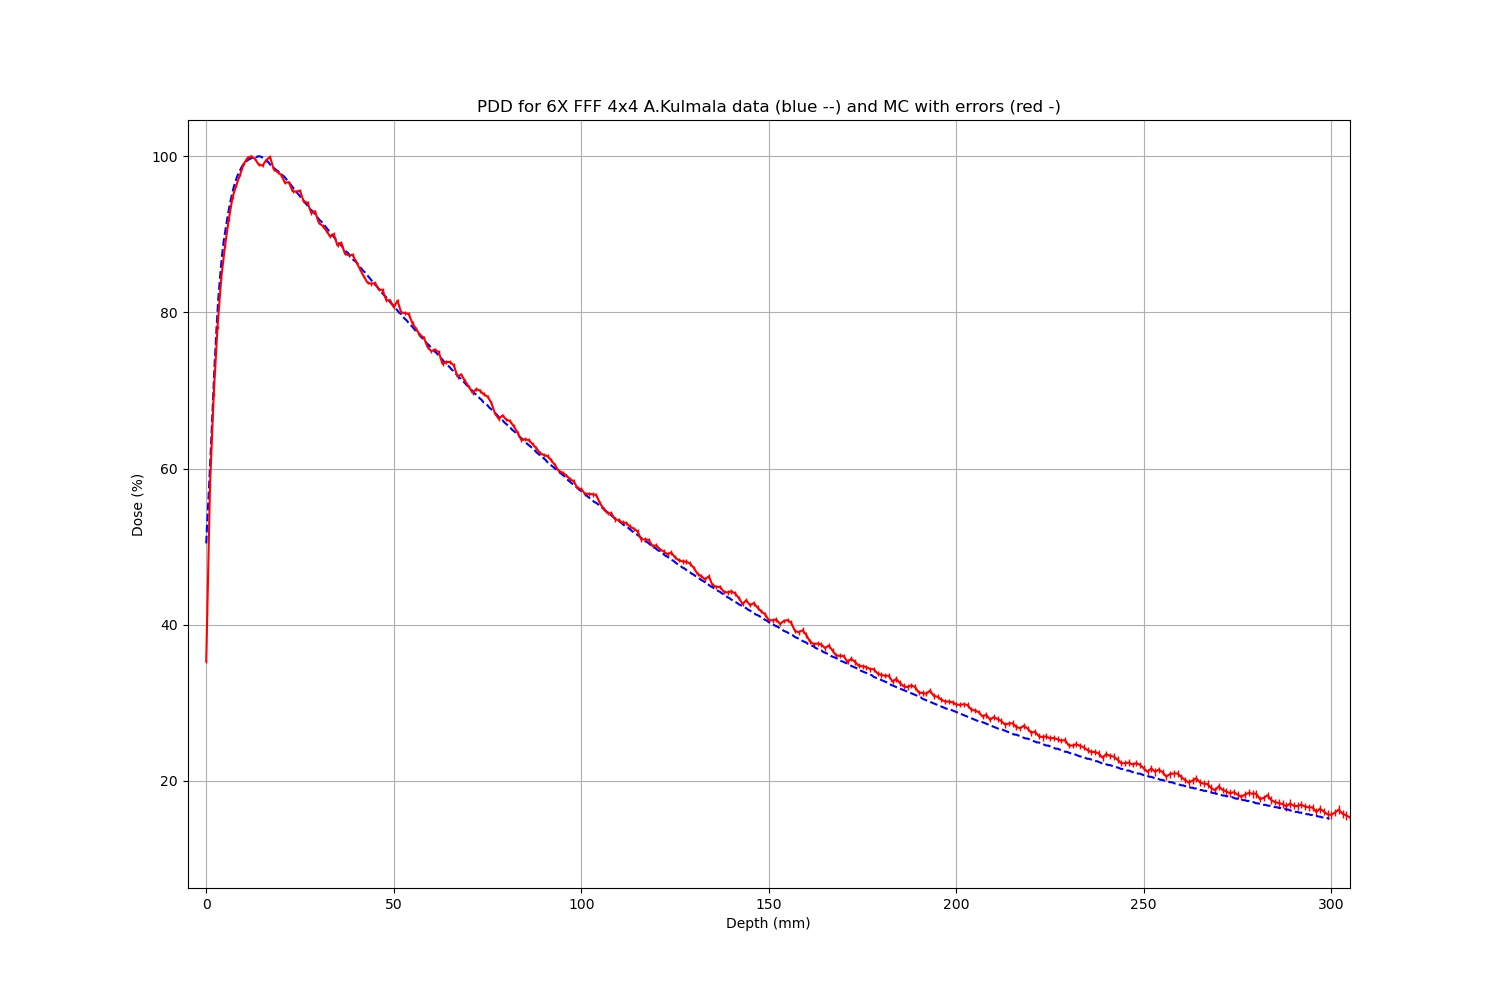 PDD for 6X FFF 4x4 A.Kulmala data (blue --) and MC with errors (red -)
100
80
60
40
20
Dose (%)
0 50 100 150 200 250 300
Depth (mm)